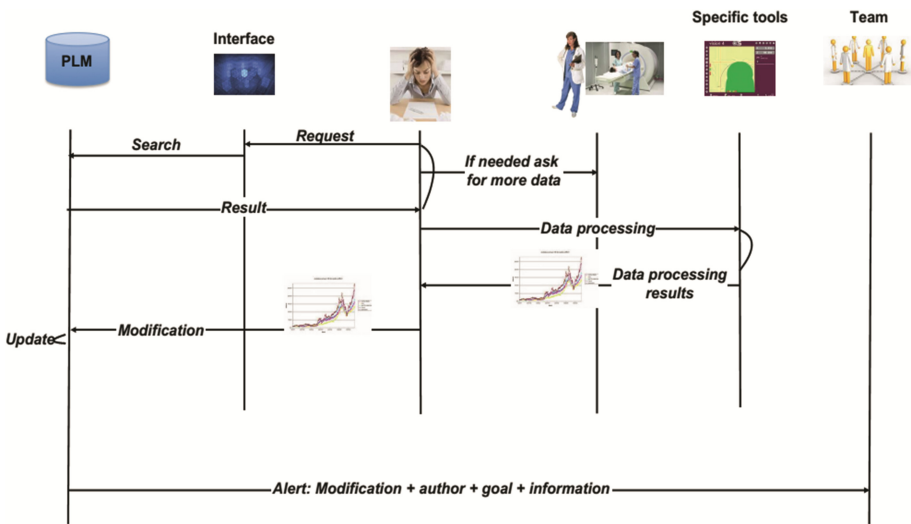 Specific tools
Team
Interface
PLM
Request
Search
If needed ask
for more data
Result
Data processing
Data processing
results
Modification
Update
Alert: Modification + author + goal + information